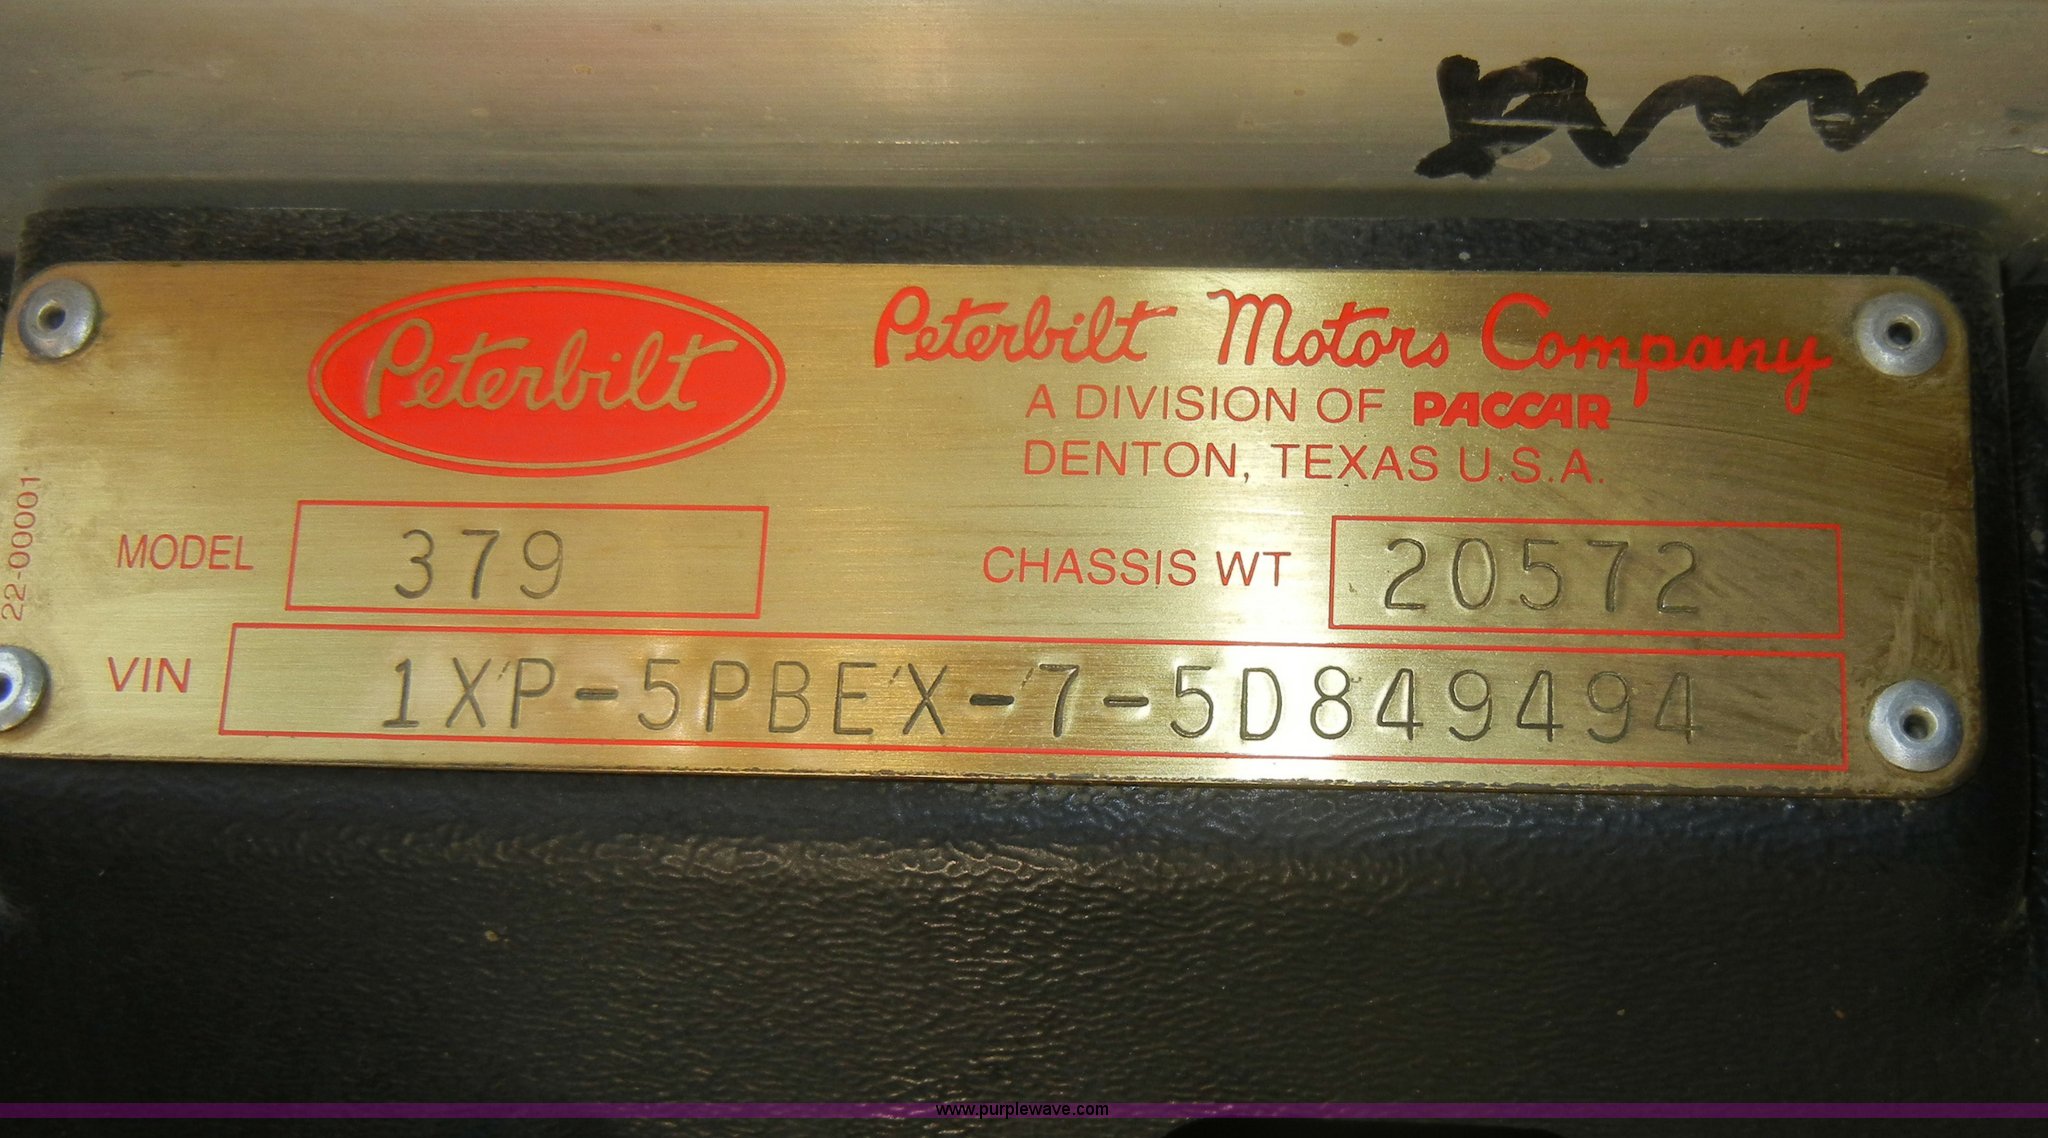 Peterbilt
Peterbilt Motors Company
A DIVISION OF PACCAR
DENTON, TEXAS U.S.A.
22-00001
MODEL 379
CHASSIS WT 20572
VIN 1XP-5PBEX-7-5D849494
www.purplewave.com